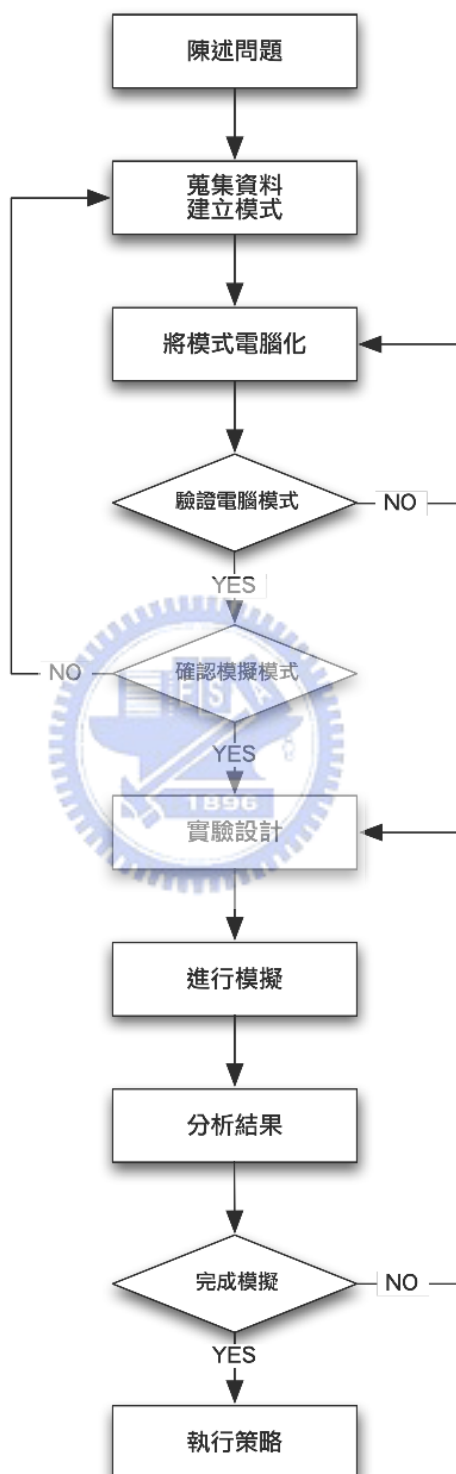 陳述問題
蒐集資料
建立模式
將模式電腦化
驗證電腦模式
NO
YES
確認模擬模式
NO
YES
1896
實驗設計
進行模擬
分析結果
完成模擬
NO
YES
執行策略